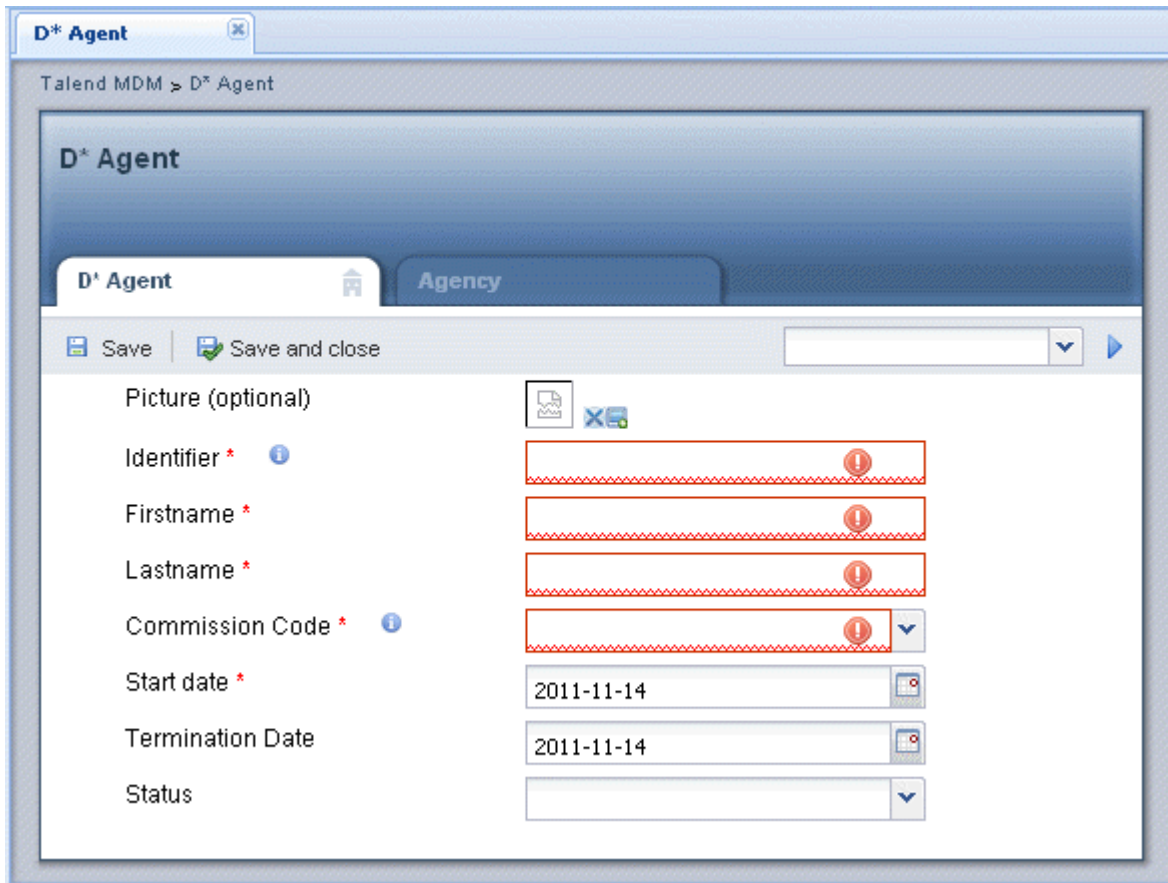 D* Agent
Talend MDM > D* Agent
D* Agent
D* Agent Agency
Save Save and close
Picture (optional)
Identifier *
Firstname *
Lastname *
Commission Code *
Start date * 2011-11-14
Termination Date 2011-11-14
Status